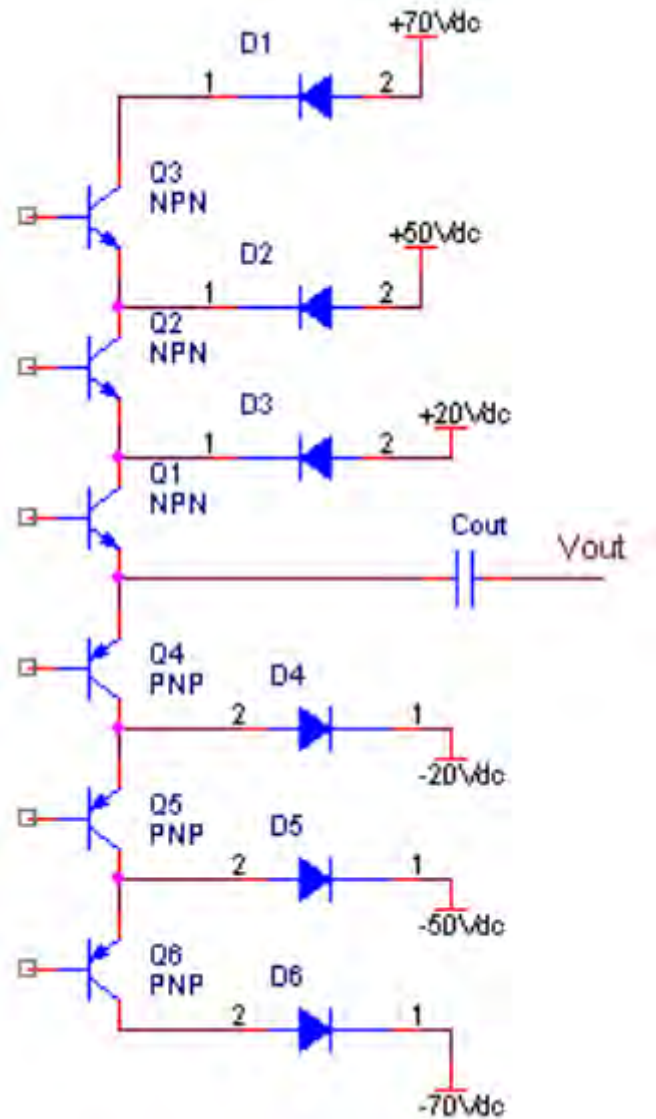 +70Vdc
D1
1 2
Q3
NPN
+50Vdc
D2
1 2
Q2
NPN
+20Vdc
D3
1 2
Q1
NPN
Cout
Vout
Q4
PNP
D4
2 1
-20Vdc
Q5
PNP
D5
2 1
-50Vdc
Q6
PNP
D6
2 1
-70Vdc